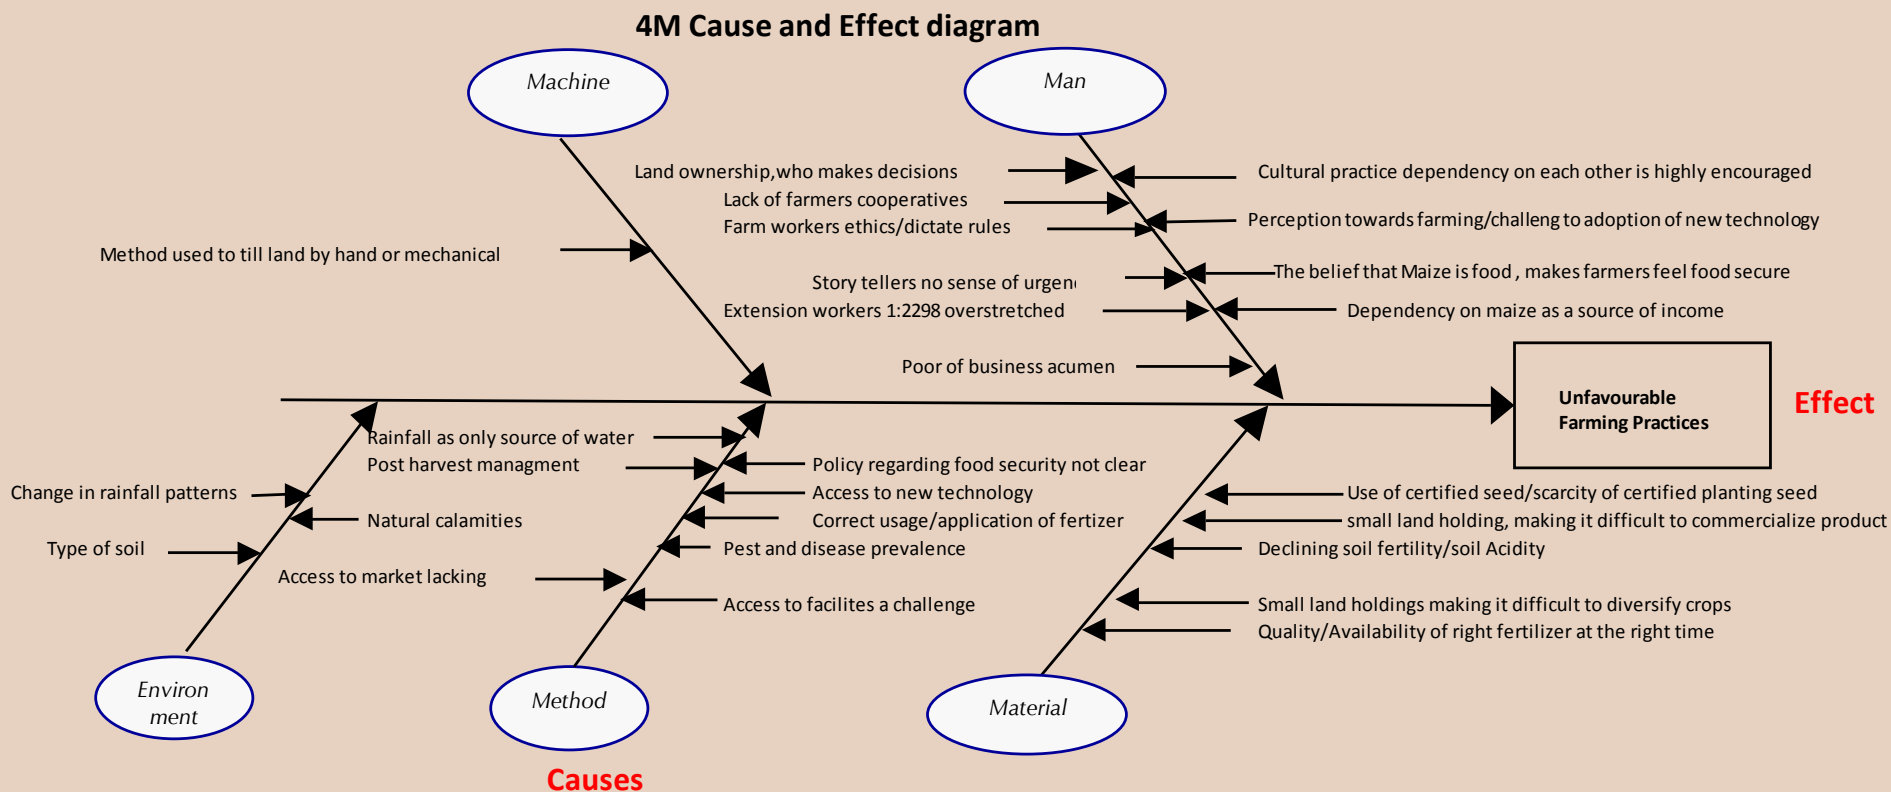 4M Cause and Effect diagram
Machine
Man
Land ownership,who makes decisions
Cultural practice dependency on each other is highly encouraged
Lack of farmers cooperatives
Perception towards farming/challeng to adoption of new technology
Farm workers ethics/dictate rules
Method used to till land by hand or mechanical
The belief that Maize is food , makes farmers feel food secure
Story tellers no sense of urgen
Extension workers 1:2298 overstretched
Dependency on maize as a source of income
Poor of business acumen
Unfavourable
Farming Practices
Effect
Rainfall as only source of water
Post harvest managment
Policy regarding food security not clear
Change in rainfall patterns
Access to new technology
Use of certified seed/scarcity of certified planting seed
Natural calamities
Correct usage/application of fertizer
small land holding, making it difficult to commercialize product
Type of soil
Pest and disease prevalence
Declining soil fertility/soil Acidity
Access to market lacking
Access to facilites a challenge
Small land holdings making it difficult to diversify crops
Quality/Availability of right fertilizer at the right time
Environ
ment
Method
Material
Causes